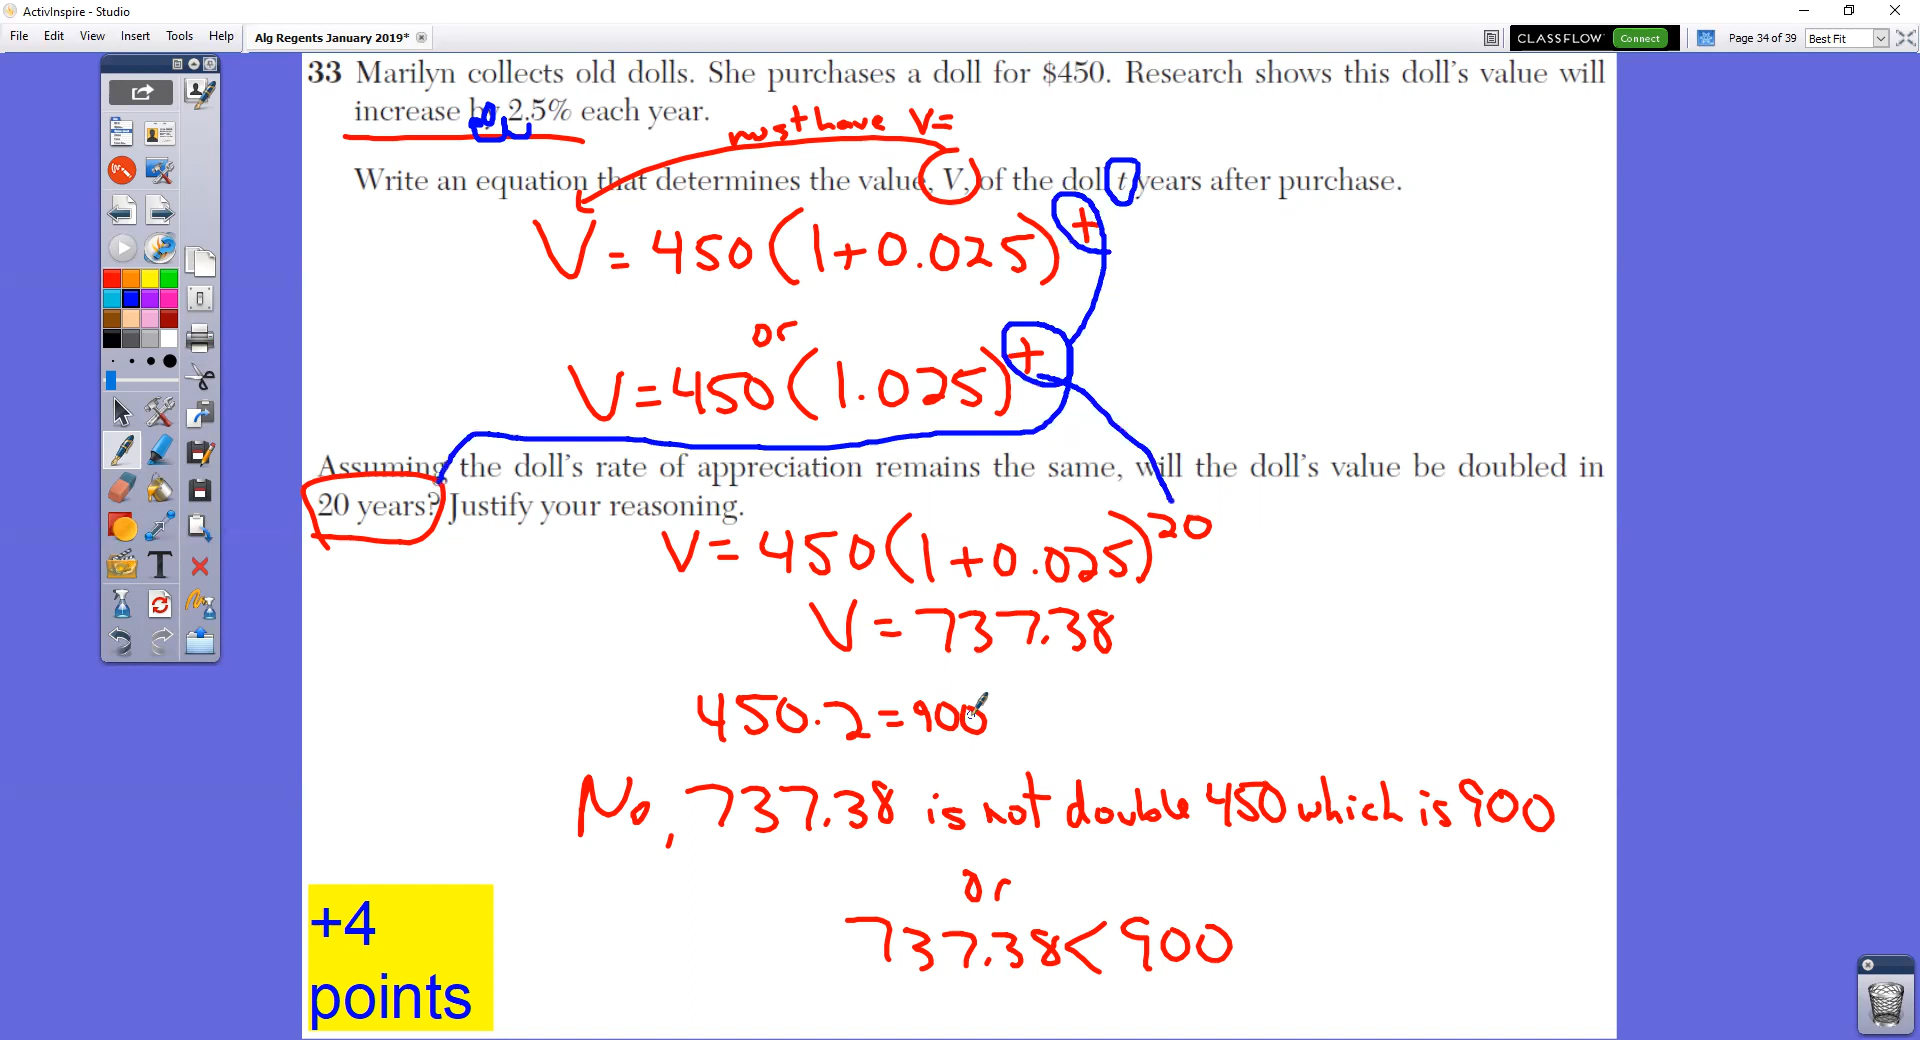 ActivInspire - Studio
File Edit View Insert Tools Help
Alg Regents January 2019*
CLASSFLOW Connect
Page 34 of 39
Best Fit
33 Marilyn collects old dolls. She purchases a doll for $450. Research shows this doll's value will
increase by 2.5% each year.
must have V=
Write an equation that determines the value, V, of the doll t years after purchase.
V = 450 (1+0.025)^t
or
V = 450 (1.025)^t
Assuming the doll's rate of appreciation remains the same, will the doll's value be doubled in
20 years? Justify your reasoning.
V = 450 (1+0.025)^20
V = 737.38
450 . 2 = 900
No, 737.38 is not double 450 which is 900
or
737.38 < 900
+4
points
T